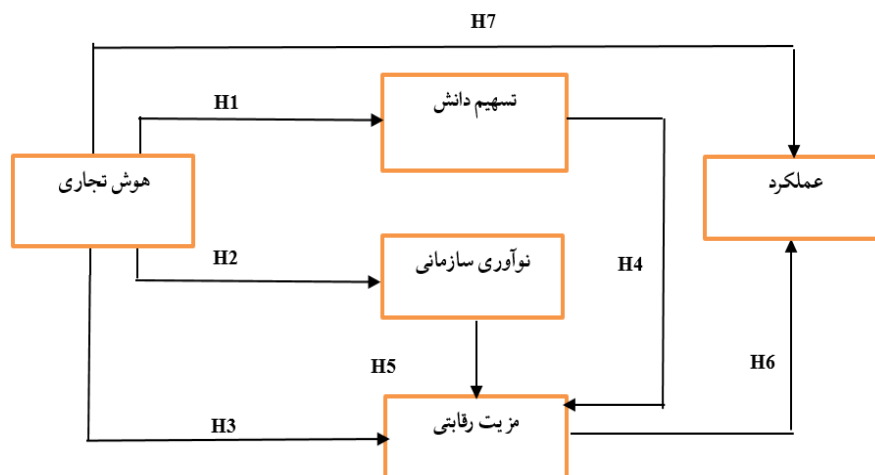 H7
H1
تسهیم دانش
هوش تجاری
عملکرد
H2
نوآوری سازمانی
H4
H5
H6
H3
مزیت رقابتی